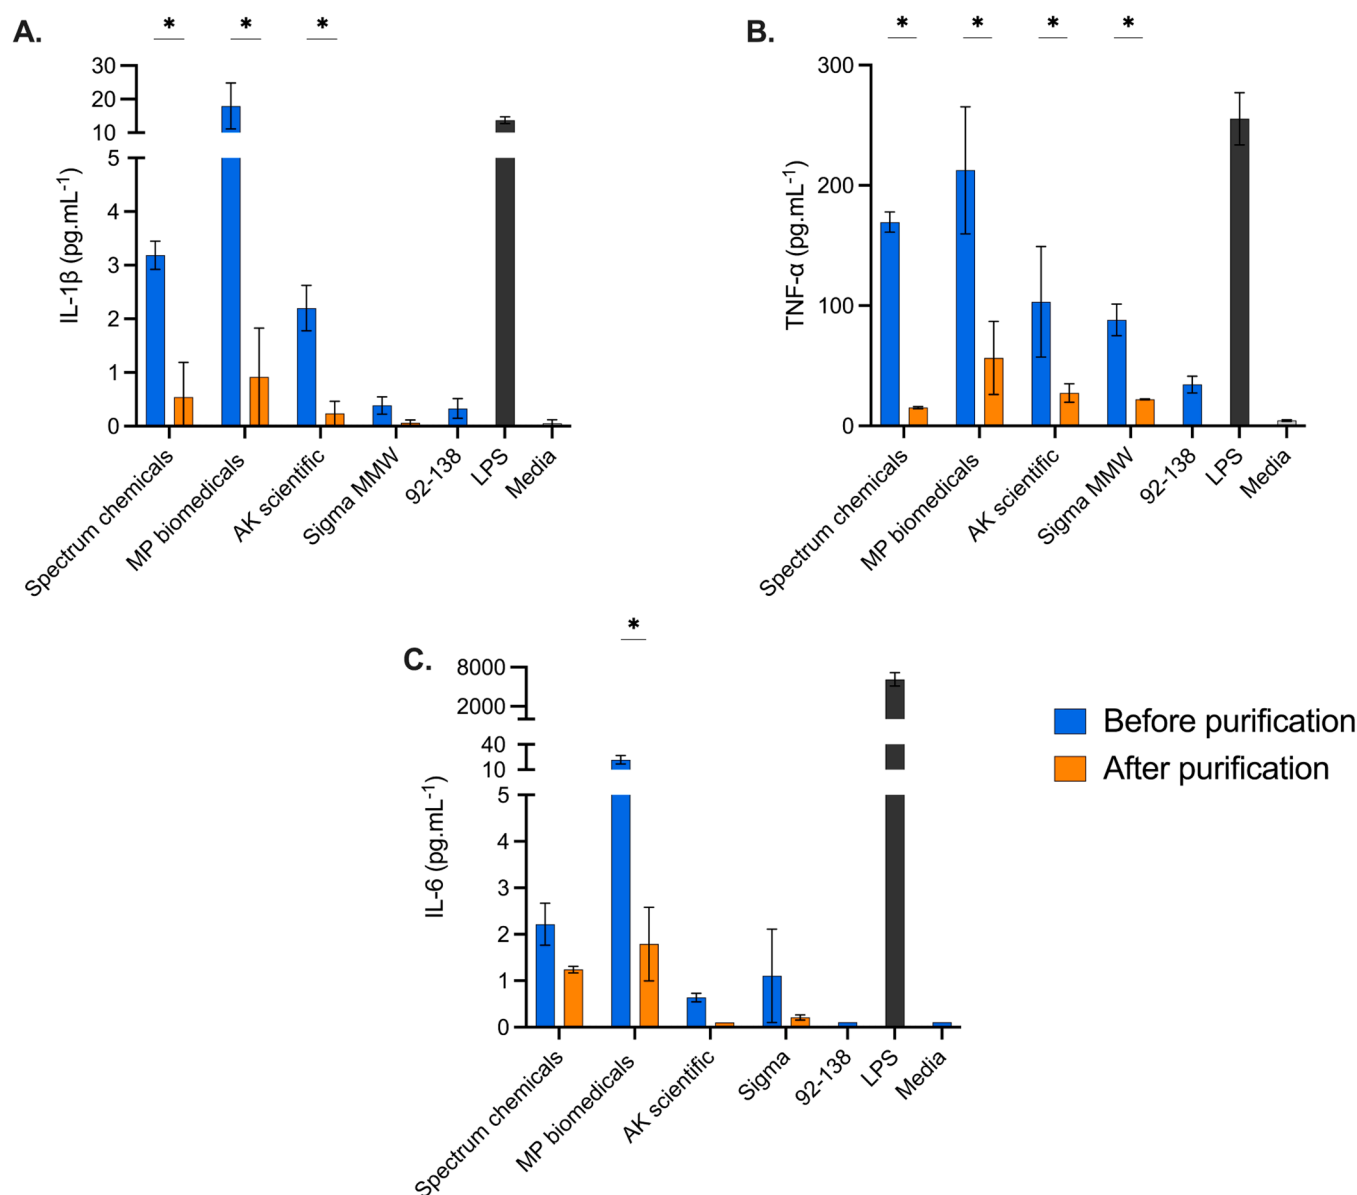 A.
* * *
30
20
10
5
4
3
2
1
0
IL-1β (pg.mL-1)
Spectrum chemicals
MP biomedicals
AK scientific
Sigma MMW
92-138
LPS
Media
B.
* * * *
300
200
100
0
TNF-α (pg.mL-1)
Spectrum chemicals
MP biomedicals
AK scientific
Sigma MMW
92-138
LPS
Media
C.
*
8000
2000
40
10
5
4
3
2
1
0
IL-6 (pg.mL-1)
Spectrum chemicals
MP biomedicals
AK scientific
Sigma
92-138
LPS
Media
Before purification
After purification